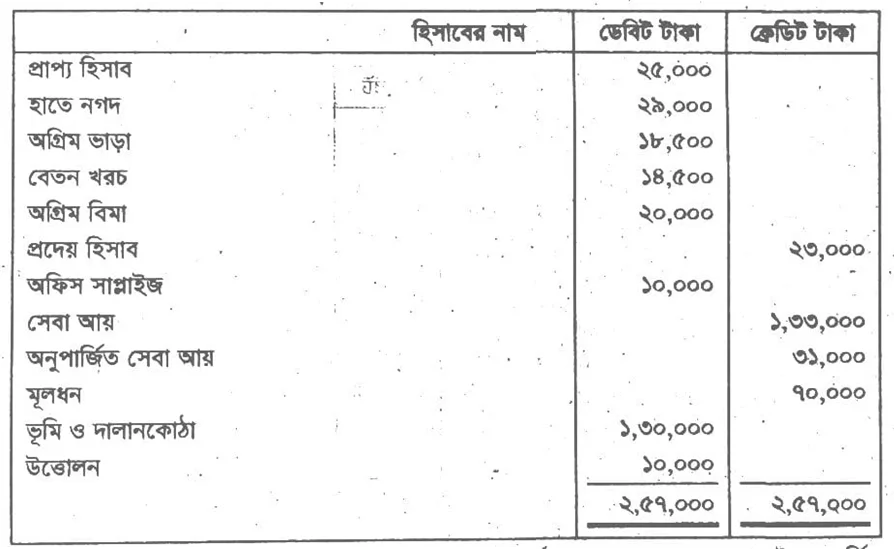 হিসাবের নাম ডেবিট টাকা ক্রেডিট টাকা
প্রাপ্য হিসাব ২৫,০০০
হাতে নগদ ২৯,০০০
অগ্রিম ভাড়া ১৮,৫০০
বেতন খরচ ১৪,৫০০
অগ্রিম বিমা ২০,০০০
প্রদেয় হিসাব ২৩,০০০
অফিস সাপ্লাইজ ১০,০০০
সেবা আয় ১,৩৩,০০০
অনুপার্জিত সেবা আয় ৩১,০০০
মূলধন ৭০,০০০
ভূমি ও দালানকোঠা ১,৩০,০০০
উত্তোলন ১০,০০০
২,৫৭,০০০ ২,৫৭,০০০